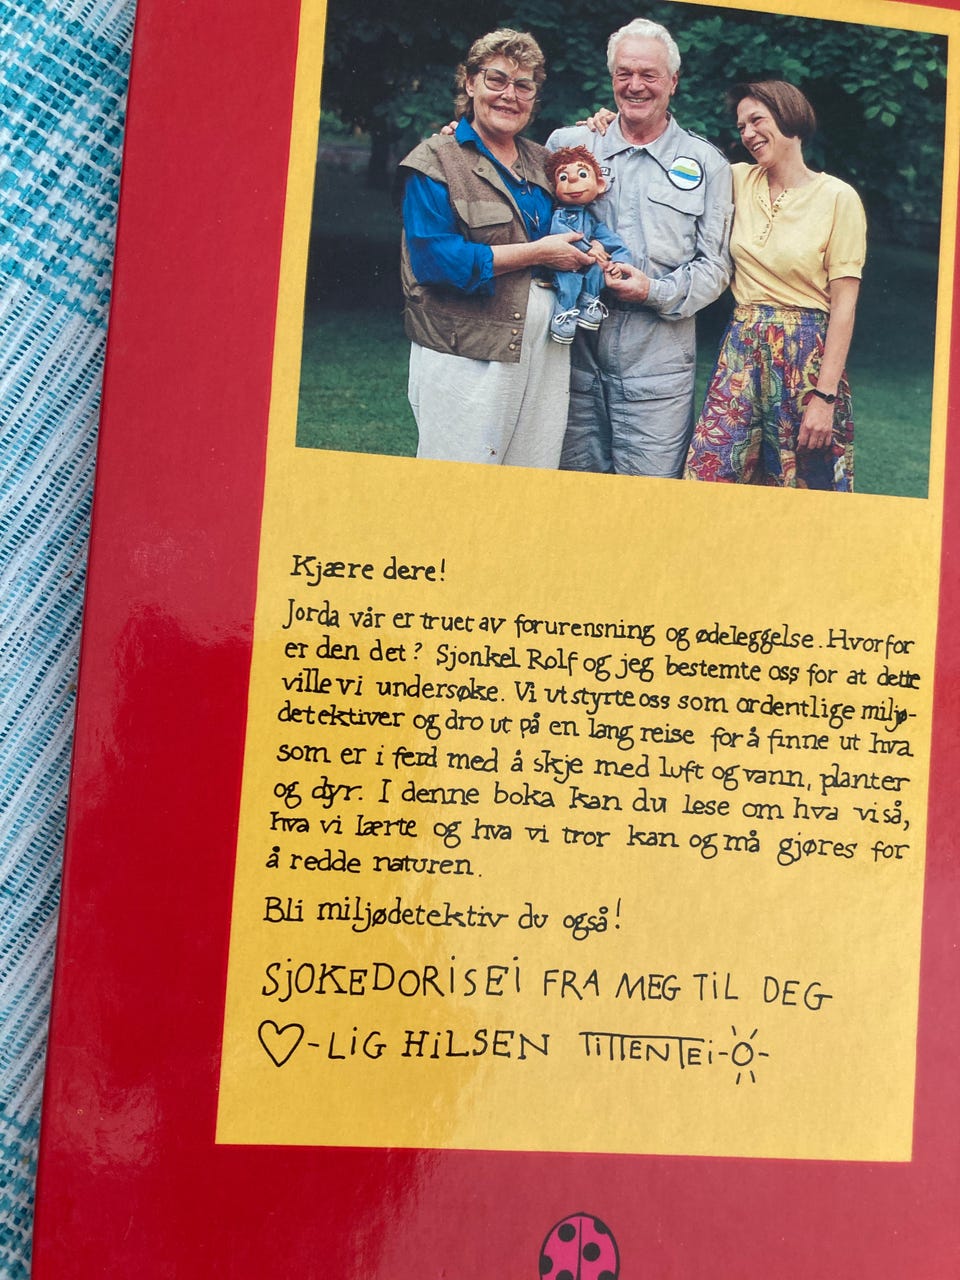 Kjære dere!
Jorda vår er truet av forurensning og ødeleggelse. Hvorfor
er den det? Sjonkel Rolf og jeg bestemte oss for at dette
ville vi undersøke. Vi utstyrte oss som ordentlige miljø-
detektiver og dro ut på en lang reise for å finne ut hva
som er i ferd med å skje med luft og vann, planter
og dyr. I denne boka kan du lese om hva vi så,
hva vi lærte og hva vi tror kan og må gjøres for
å redde naturen.
Bli miljødetektiv du også!
SjOKEDORiSEi FRA MEG TiL DEG
-LiG HiLSEN TiTTENTEi-O-